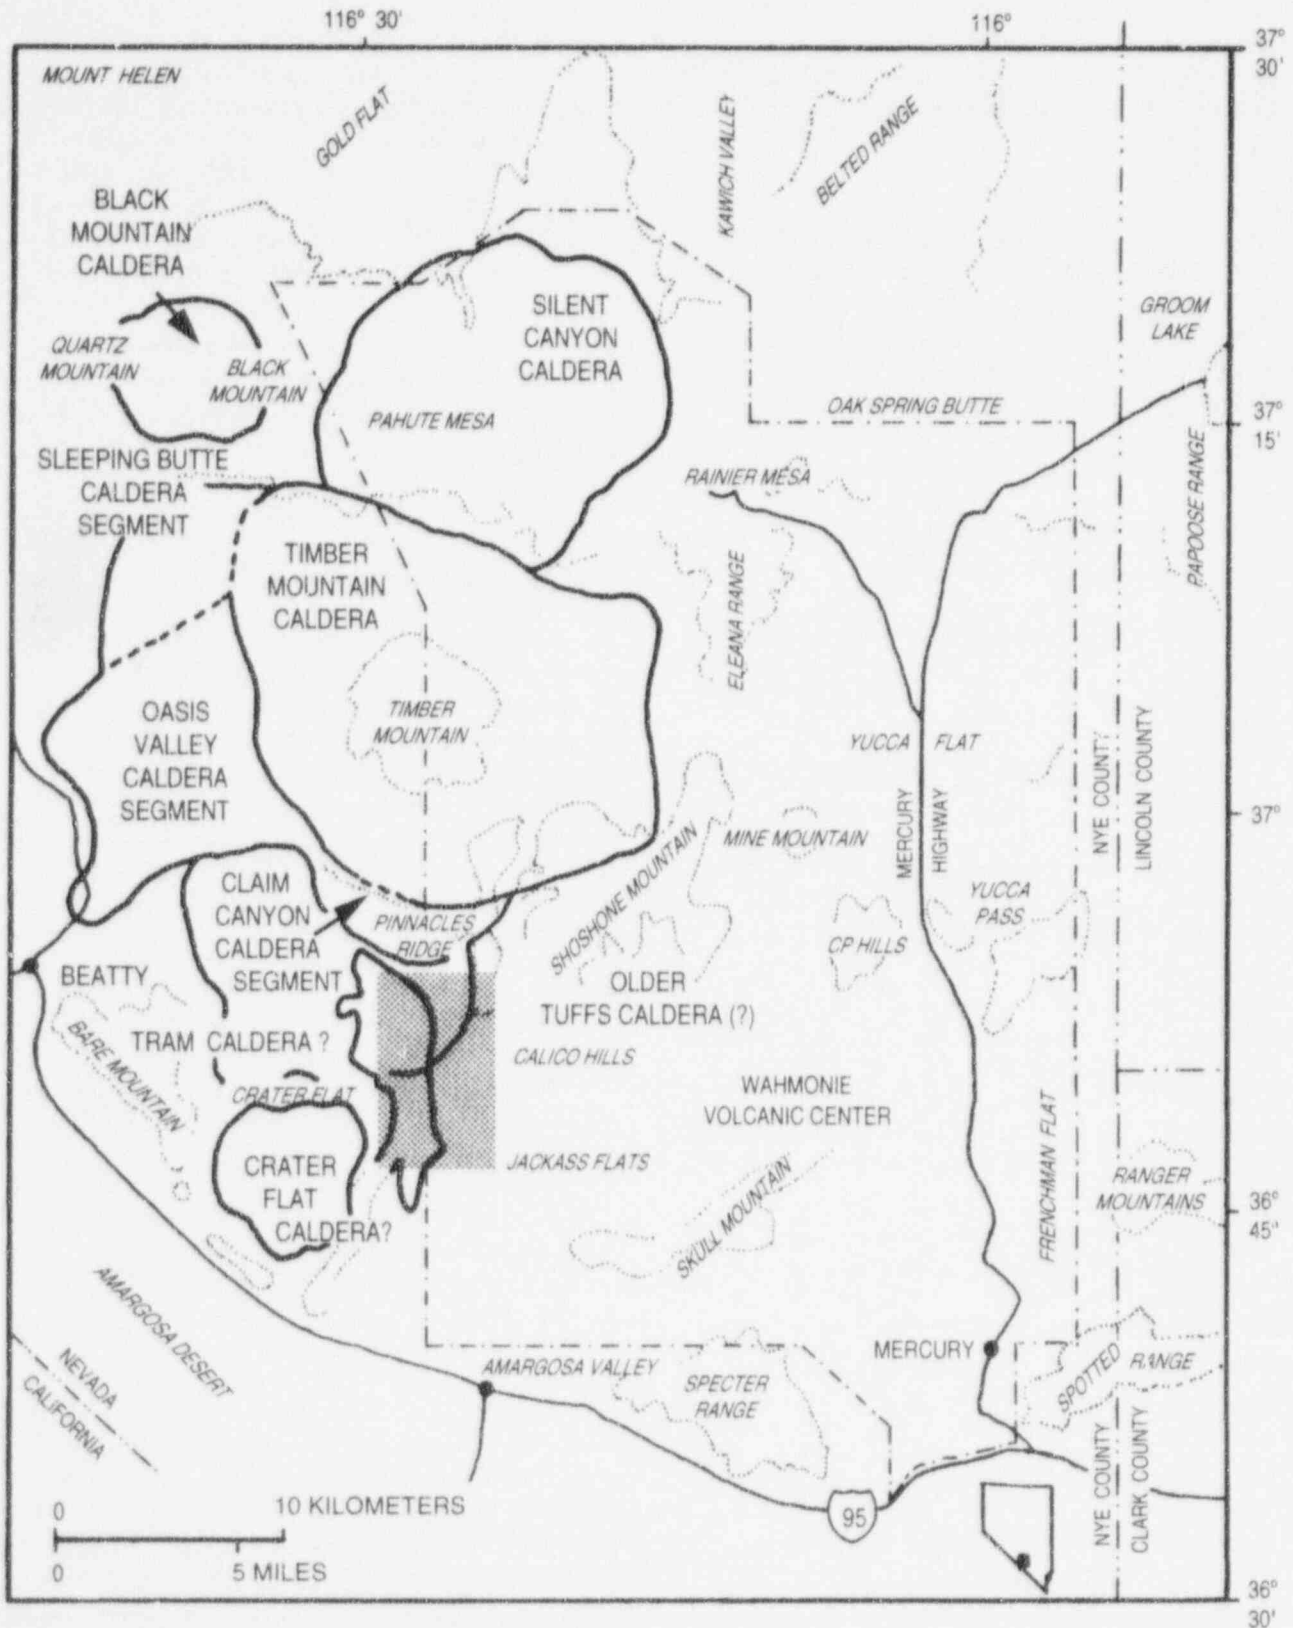 116° 30'
116°
37°
30'
MOUNT HELEN
GOLD FLAT
KAWICH VALLEY
BELTED RANGE
BLACK
MOUNTAIN
CALDERA
SILENT
CANYON
CALDERA
GROOM
LAKE
QUARTZ
MOUNTAIN
BLACK
MOUNTAIN
PAHUTE MESA
OAK SPRING BUTTE
37°
15'
SLEEPING BUTTE
CALDERA
SEGMENT
RAINIER MESA
PAPOOSE RANGE
TIMBER
MOUNTAIN
CALDERA
ELEANA RANGE
OASIS
VALLEY
CALDERA
SEGMENT
TIMBER
MOUNTAIN
YUCCA FLAT
NYE COUNTY
LINCOLN COUNTY
MERCURY
HIGHWAY
37°
MINE MOUNTAIN
SHOSHONE MOUNTAIN
CLAIM
CANYON
CALDERA
SEGMENT
PINNACLES
RIDGE
YUCCA
PASS
CP HILLS
BEATTY
OLDER
TUFFS CALDERA (?)
BARE MOUNTAIN
TRAM CALDERA ?
CALICO HILLS
CRATER FLAT
WAHMONIE
VOLCANIC CENTER
FRENCHMAN FLAT
CRATER
FLAT
CALDERA?
JACKASS FLATS
RANGER
MOUNTAINS
36°
45'
SKULL MOUNTAIN
AMARGOSA DESERT
NEVADA
CALIFORNIA
MERCURY
AMARGOSA VALLEY
SPECTER
RANGE
SPOTTED RANGE
NYE COUNTY
CLARK COUNTY
0 10 KILOMETERS
0 5 MILES
95
36°
30'